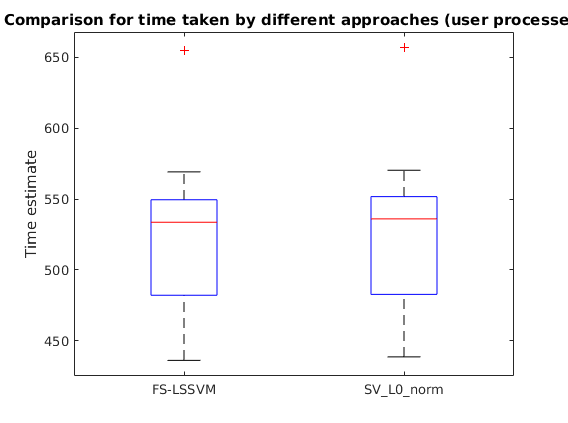 Comparison for time taken by different approaches (user processe
650
600
550
500
450
Time estimate
FS-LSSVM
SV_L0_norm